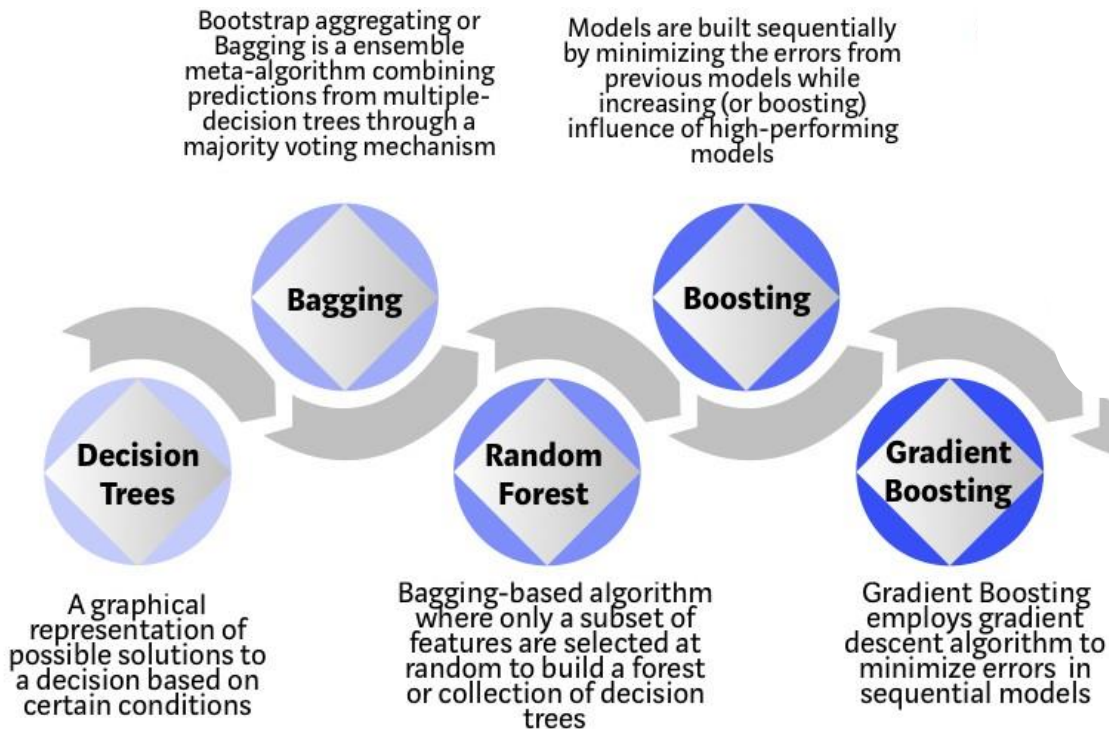 Bootstrap aggregating or
Bagging is a ensemble
meta-algorithm combining
predictions from multiple-
decision trees through a
majority voting mechanism
Models are built sequentially
by minimizing the errors from
previous models while
increasing (or boosting)
influence of high-performing
models
Bagging
Boosting
Decision
Trees
Random
Forest
Gradient
Boosting
A graphical
representation of
possible solutions to
a decision based on
certain conditions
Bagging-based algorithm
where only a subset of
features are selected at
random to build a forest
or collection of decision
trees
Gradient Boosting
employs gradient
descent algorithm to
minimize errors in
sequential models